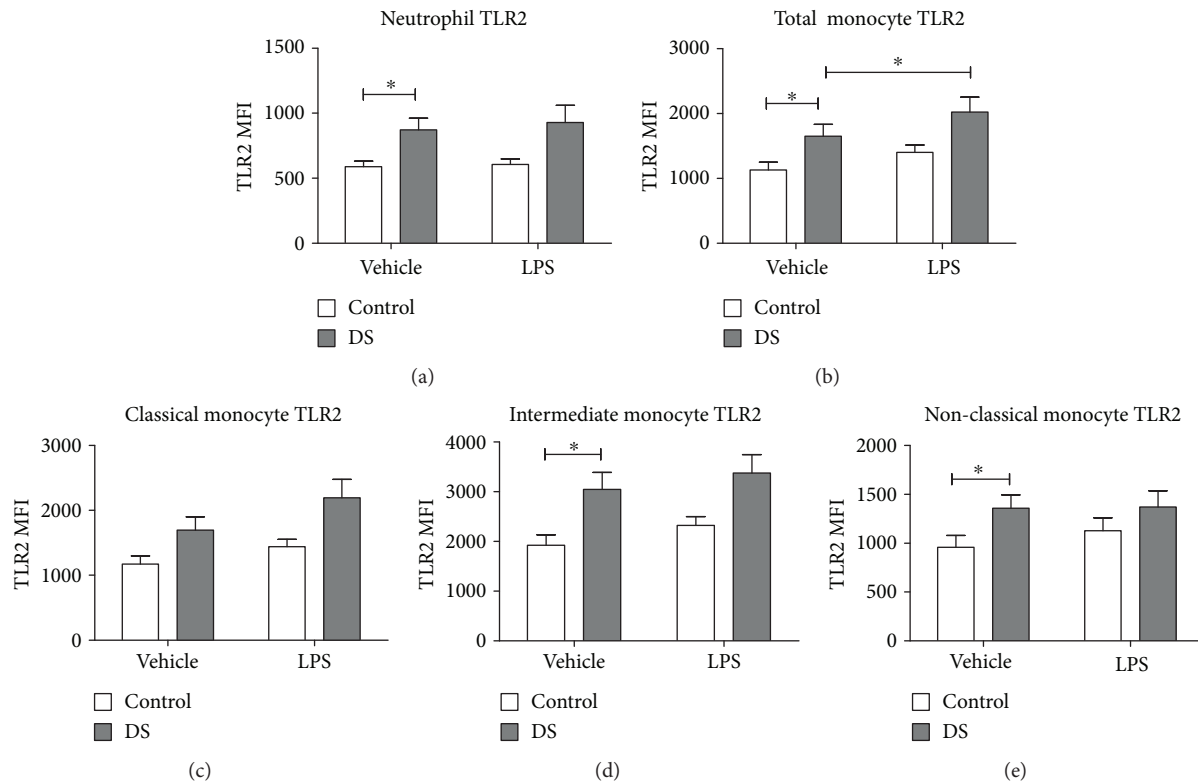 Neutrophil TLR2
1500
1000
500
0
TLR2 MFI
*
Vehicle
LPS
Control
DS
(a)
Total monocyte TLR2
3000
2000
1000
0
TLR2 MFI
*
*
Vehicle
LPS
Control
DS
(b)
Classical monocyte TLR2
3000
2000
1000
0
TLR2 MFI
Vehicle
LPS
Control
DS
(c)
Intermediate monocyte TLR2
4000
3000
2000
1000
0
TLR2 MFI
*
Vehicle
LPS
Control
DS
(d)
Non-classical monocyte TLR2
2000
1500
1000
500
0
TLR2 MFI
*
Vehicle
LPS
Control
DS
(e)